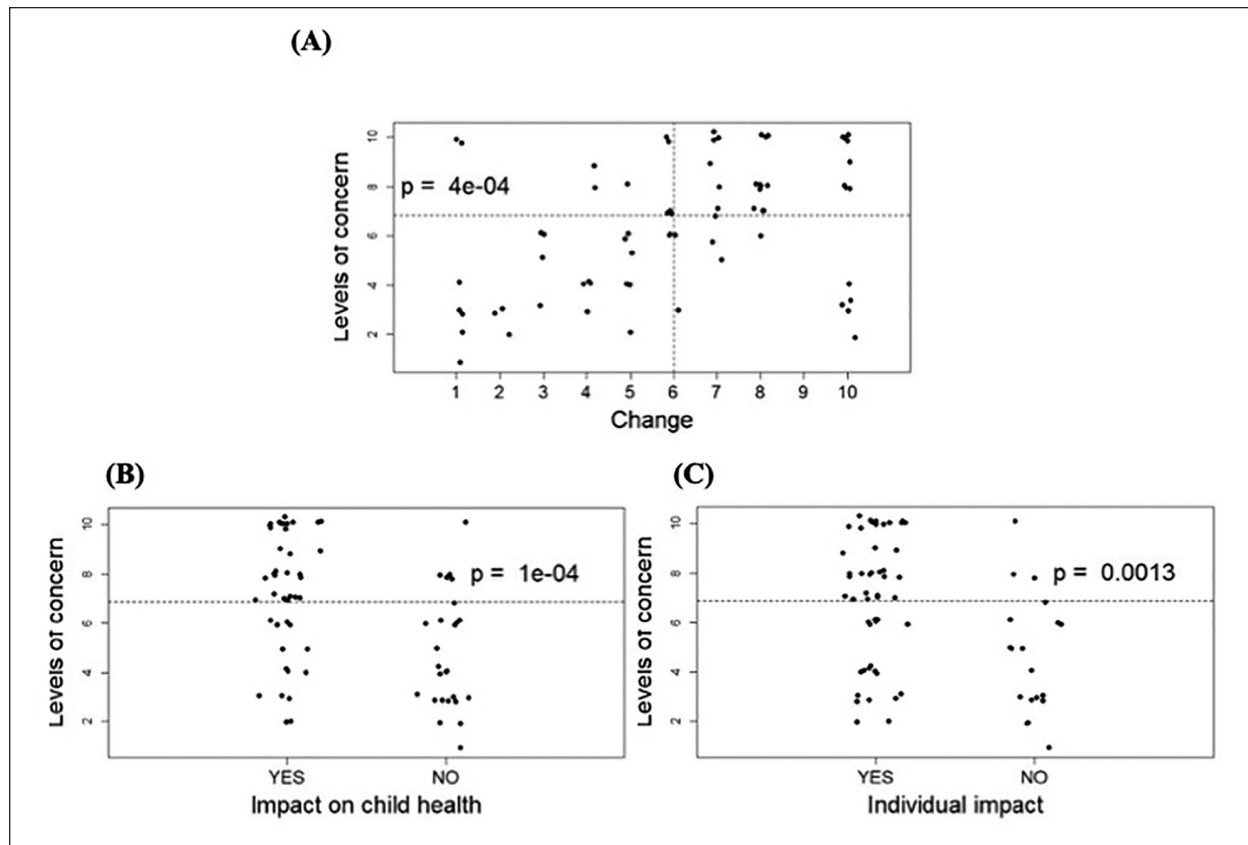 (A)
Levels of concern
10
8
6
4
2
p = 4e-04
1 2 3 4 5 6 7 8 9 10
Change
(B)
Levels of concern
10
8
6
4
2
p = 1e-04
YES NO
Impact on child health
(C)
Levels of concern
10
8
6
4
2
p = 0.0013
YES NO
Individual impact